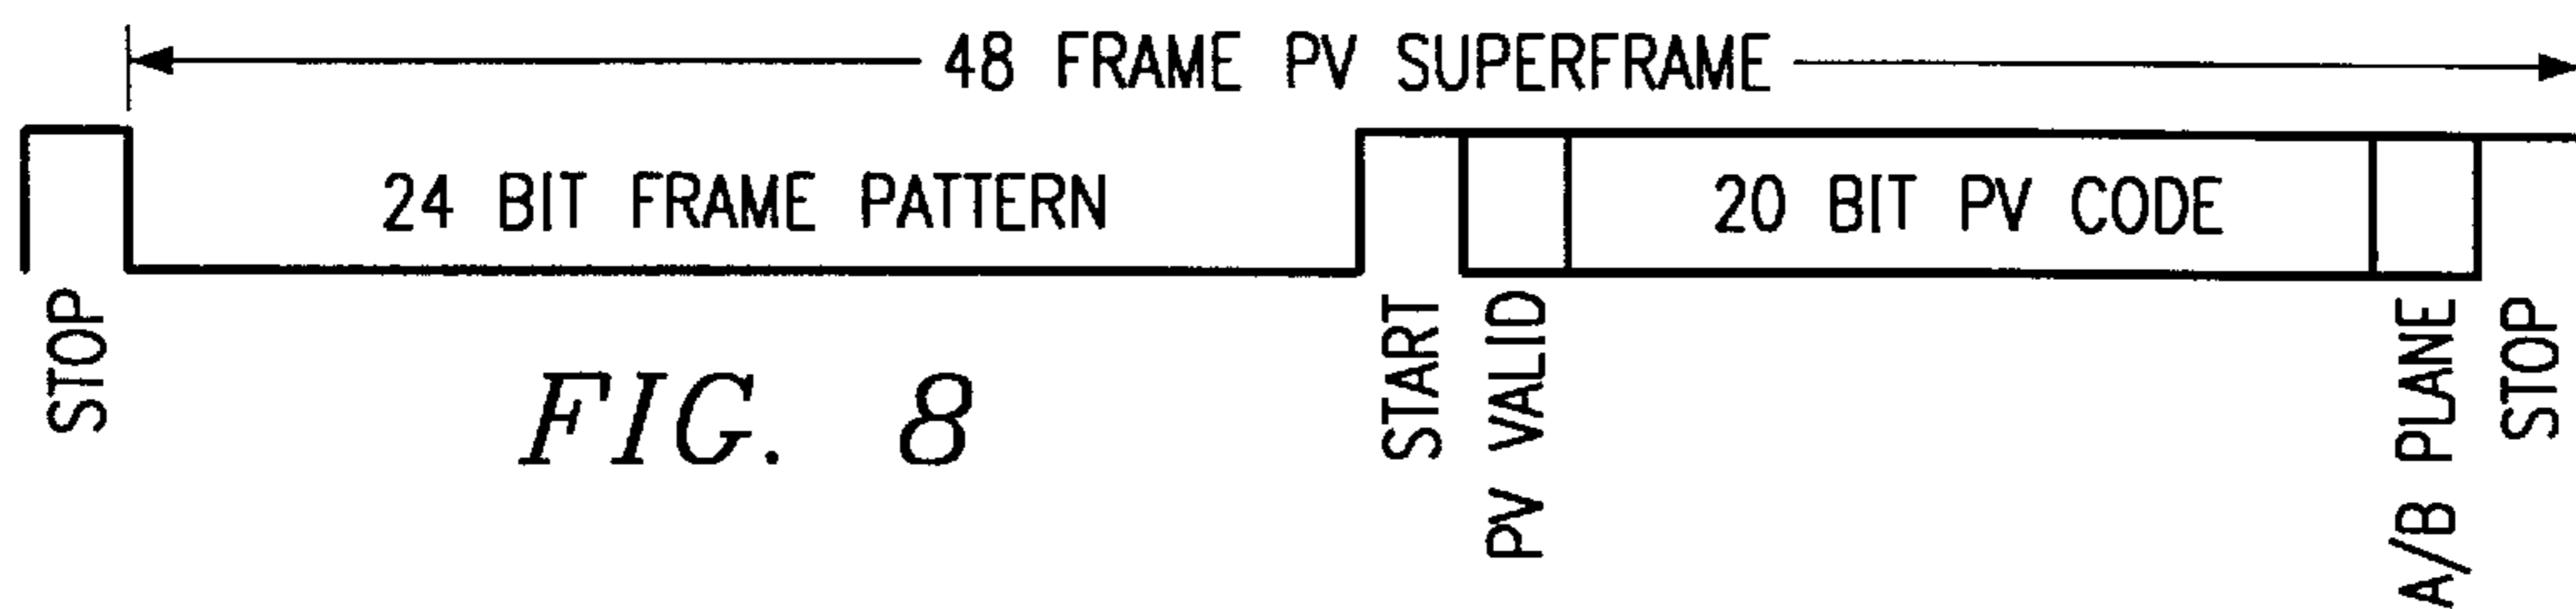 48 FRAME PV SUPERFRAME
24 BIT FRAME PATTERN
20 BIT PV CODE
STOP
START
PV VALID
A/B PLANE
STOP
FIG. 8